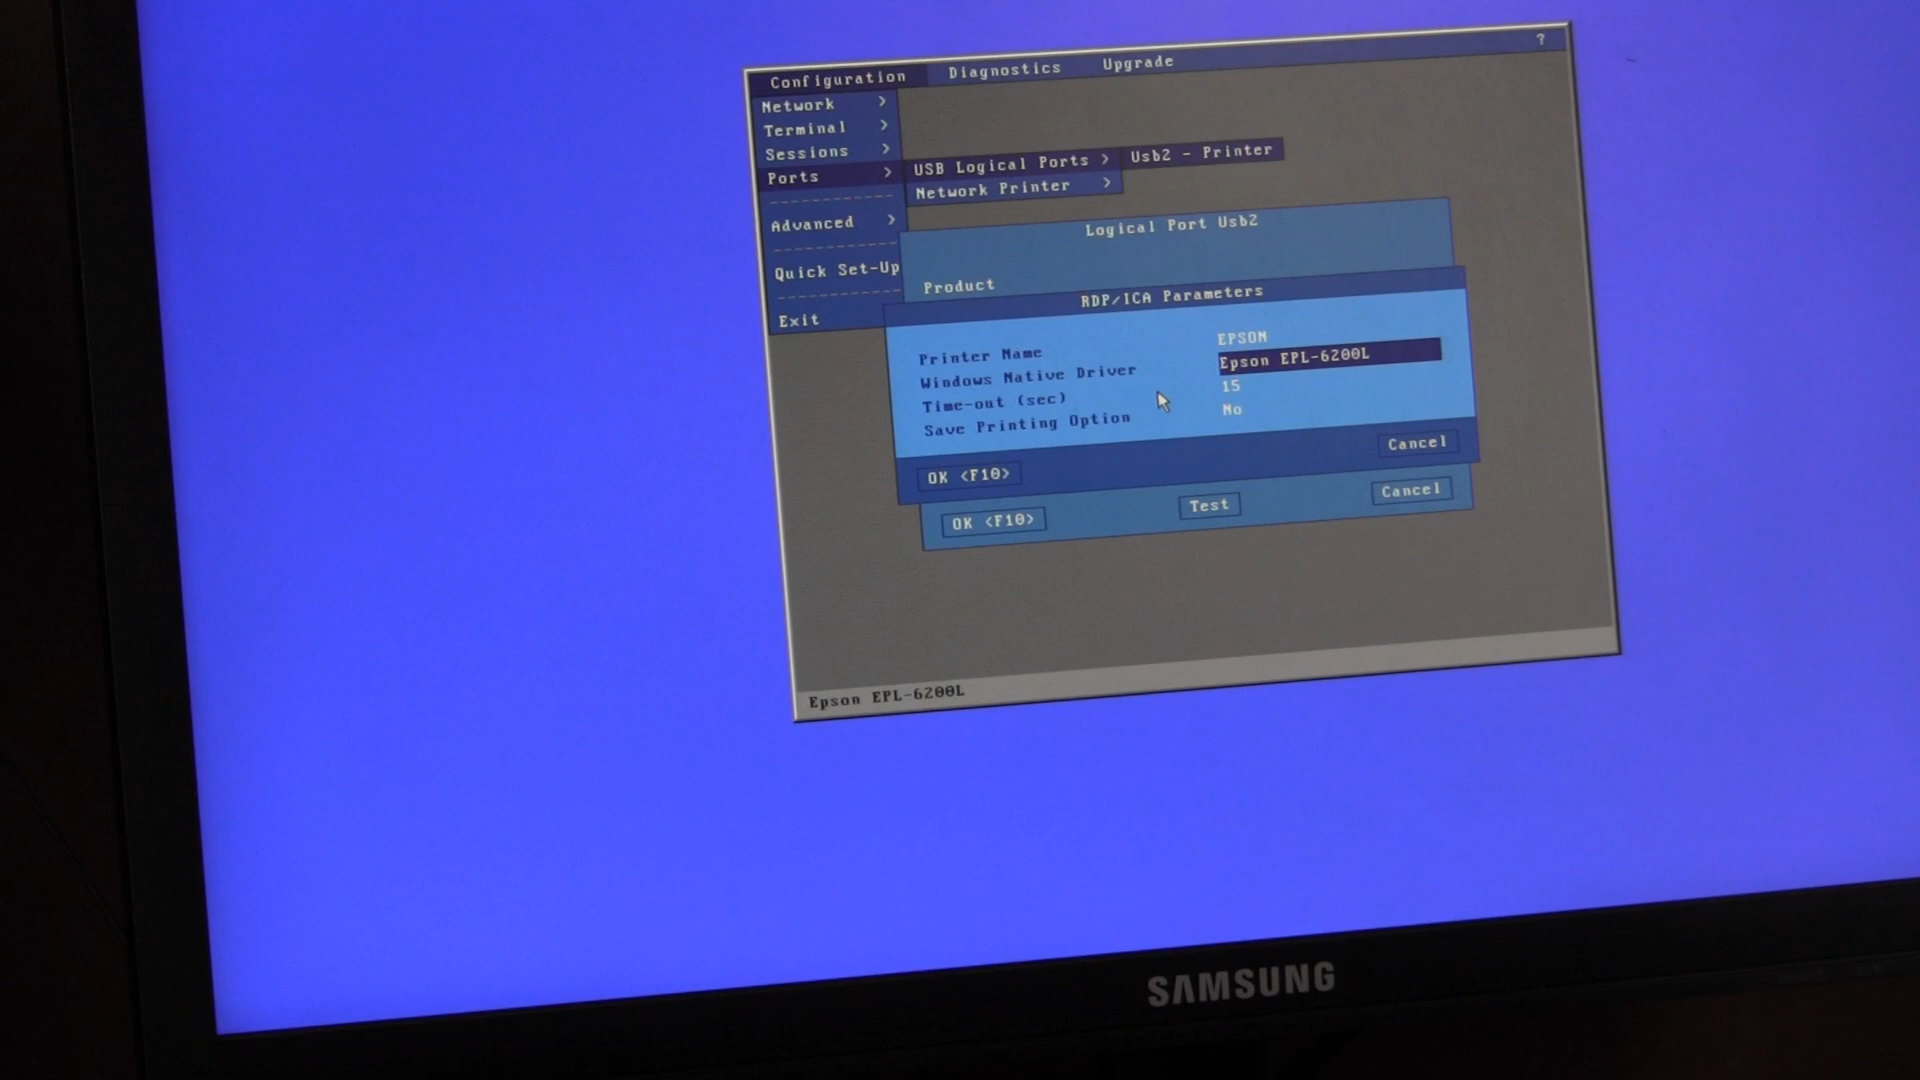 Configuration Diagnostics Upgrade ?
Network >
Terminal >
Sessions >
Ports >
USB Logical Ports > Usb2 - Printer
Network Printer >
Advanced >
Quick Set-Up
Exit
Logical Port Usb2
Product
RDP/ICA Parameters
Printer Name EPSON
Windows Native Driver Epson EPL-6200L
Time-out (sec) 15
Save Printing Option No
OK <F10> Cancel
OK <F10> Test Cancel
Epson EPL-6200L
SAMSUNG